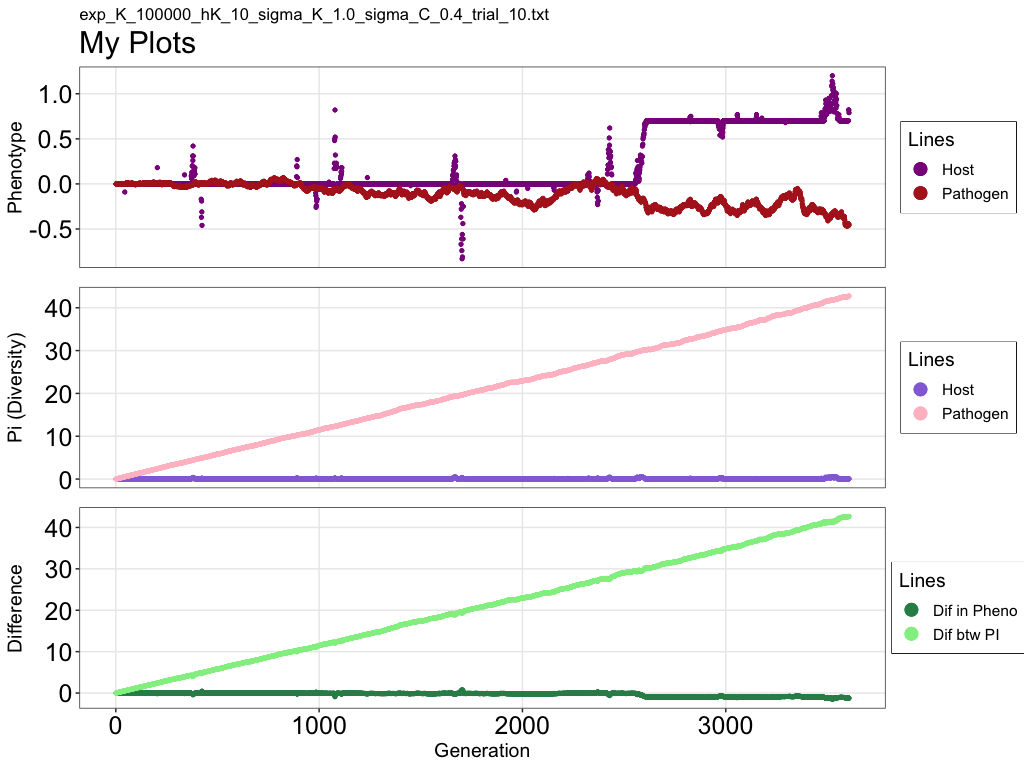 exp_K_100000_hK_10_sigma_K_1.0_sigma_C_0.4_trial_10.txt
My Plots
Phenotype
1.0
0.5
0.0
-0.5
Lines
Host
Pathogen
Pi (Diversity)
40
30
20
10
0
Lines
Host
Pathogen
Difference
40
30
20
10
0
Lines
Dif in Pheno
Dif btw PI
0 1000 2000 3000
Generation